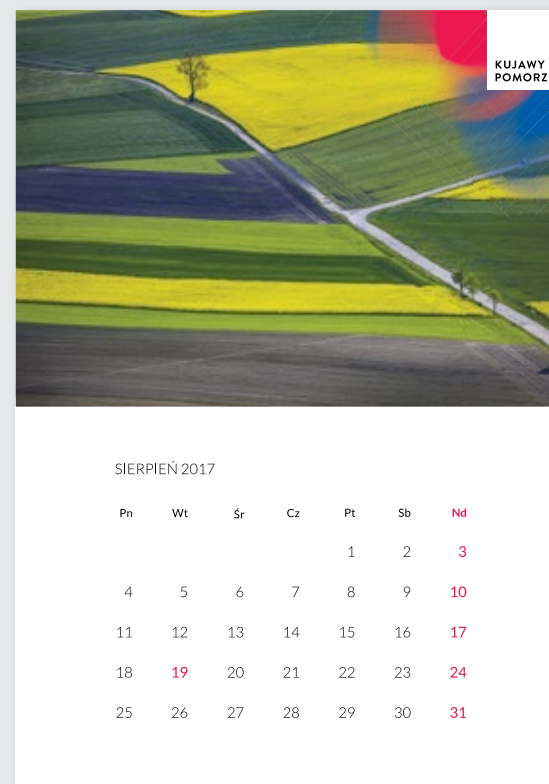 KUJAWY
POMORZ
SIERPIEŃ 2017
Pn Wt Śr Cz Pt Sb Nd
1 2 3
4 5 6 7 8 9 10
11 12 13 14 15 16 17
18 19 20 21 22 23 24
25 26 27 28 29 30 31